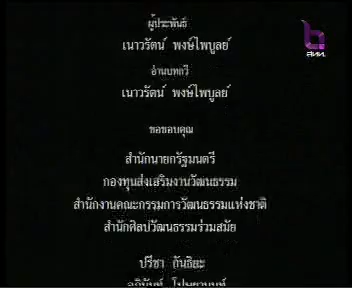 ผู้ประพันธ์
เนาวรัตน์ พงษ์ไพบูลย์
อ่านบทกวี
เนาวรัตน์ พงษ์ไพบูลย์
ขอขอบคุณ
สำนักนายกรัฐมนตรี
กองทุนส่งเสริมงานวัฒนธรรม
สำนักงานคณะกรรมการวัฒนธรรมแห่งชาติ
สำนักศิลปวัฒนธรรมร่วมสมัย
ปรีชา กันธิยะ
สทท.